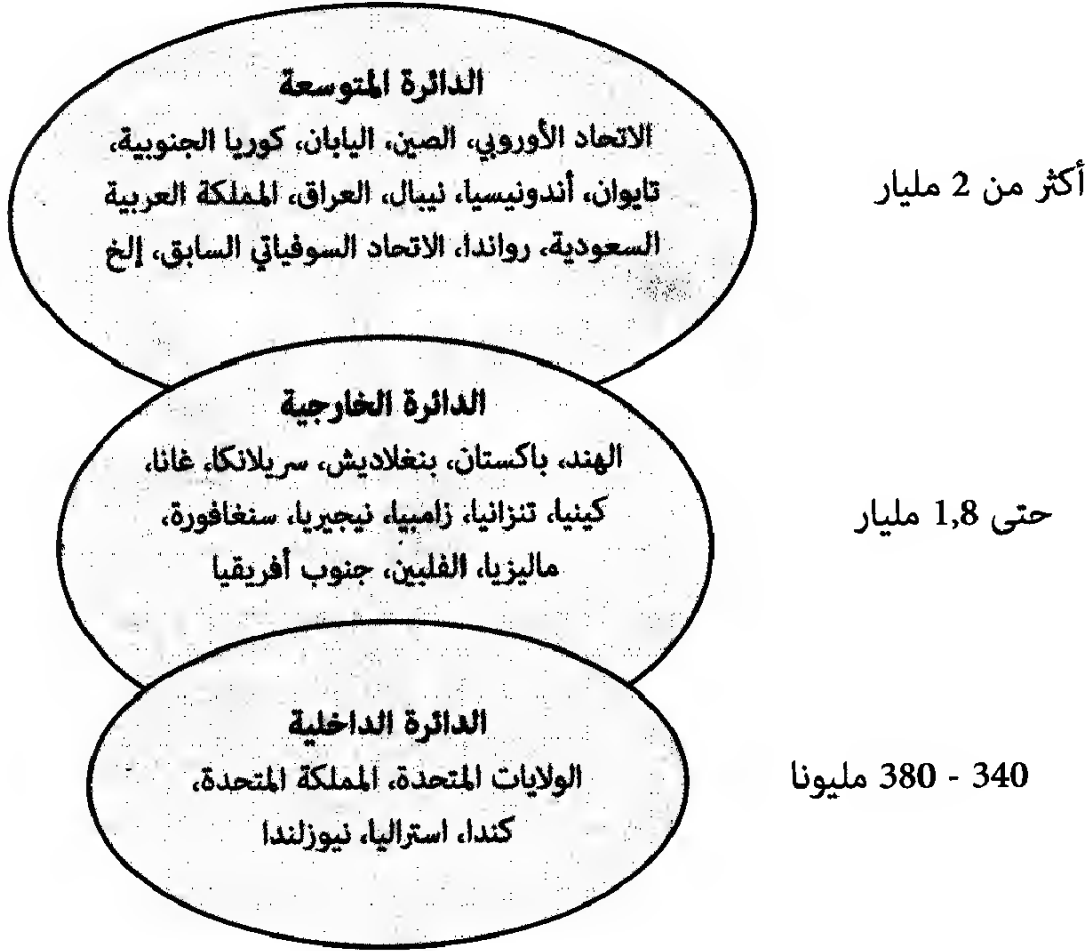 الدائرة المتوسعة
الاتحاد الأوروبي، الصين، اليابان، كوريا الجنوبية،
تايوان، أندونيسيا، نيبال، العراق، المملكة العربية
السعودية، رواندا، الاتحاد السوفياتي السابق، إلخ
أكثر من 2 مليار
الدائرة الخارجية
الهند، باكستان، بنغلاديش، سريلانكا، غانا،
كينيا، تنزانيا، زامبيا، نيجيريا، سنغافورة،
ماليزيا، الفلبين، جنوب أفريقيا
حتى 1,8 مليار
الدائرة الداخلية
الولايات المتحدة، المملكة المتحدة،
كندا، استراليا، نيوزلندا
340 - 380 مليونا